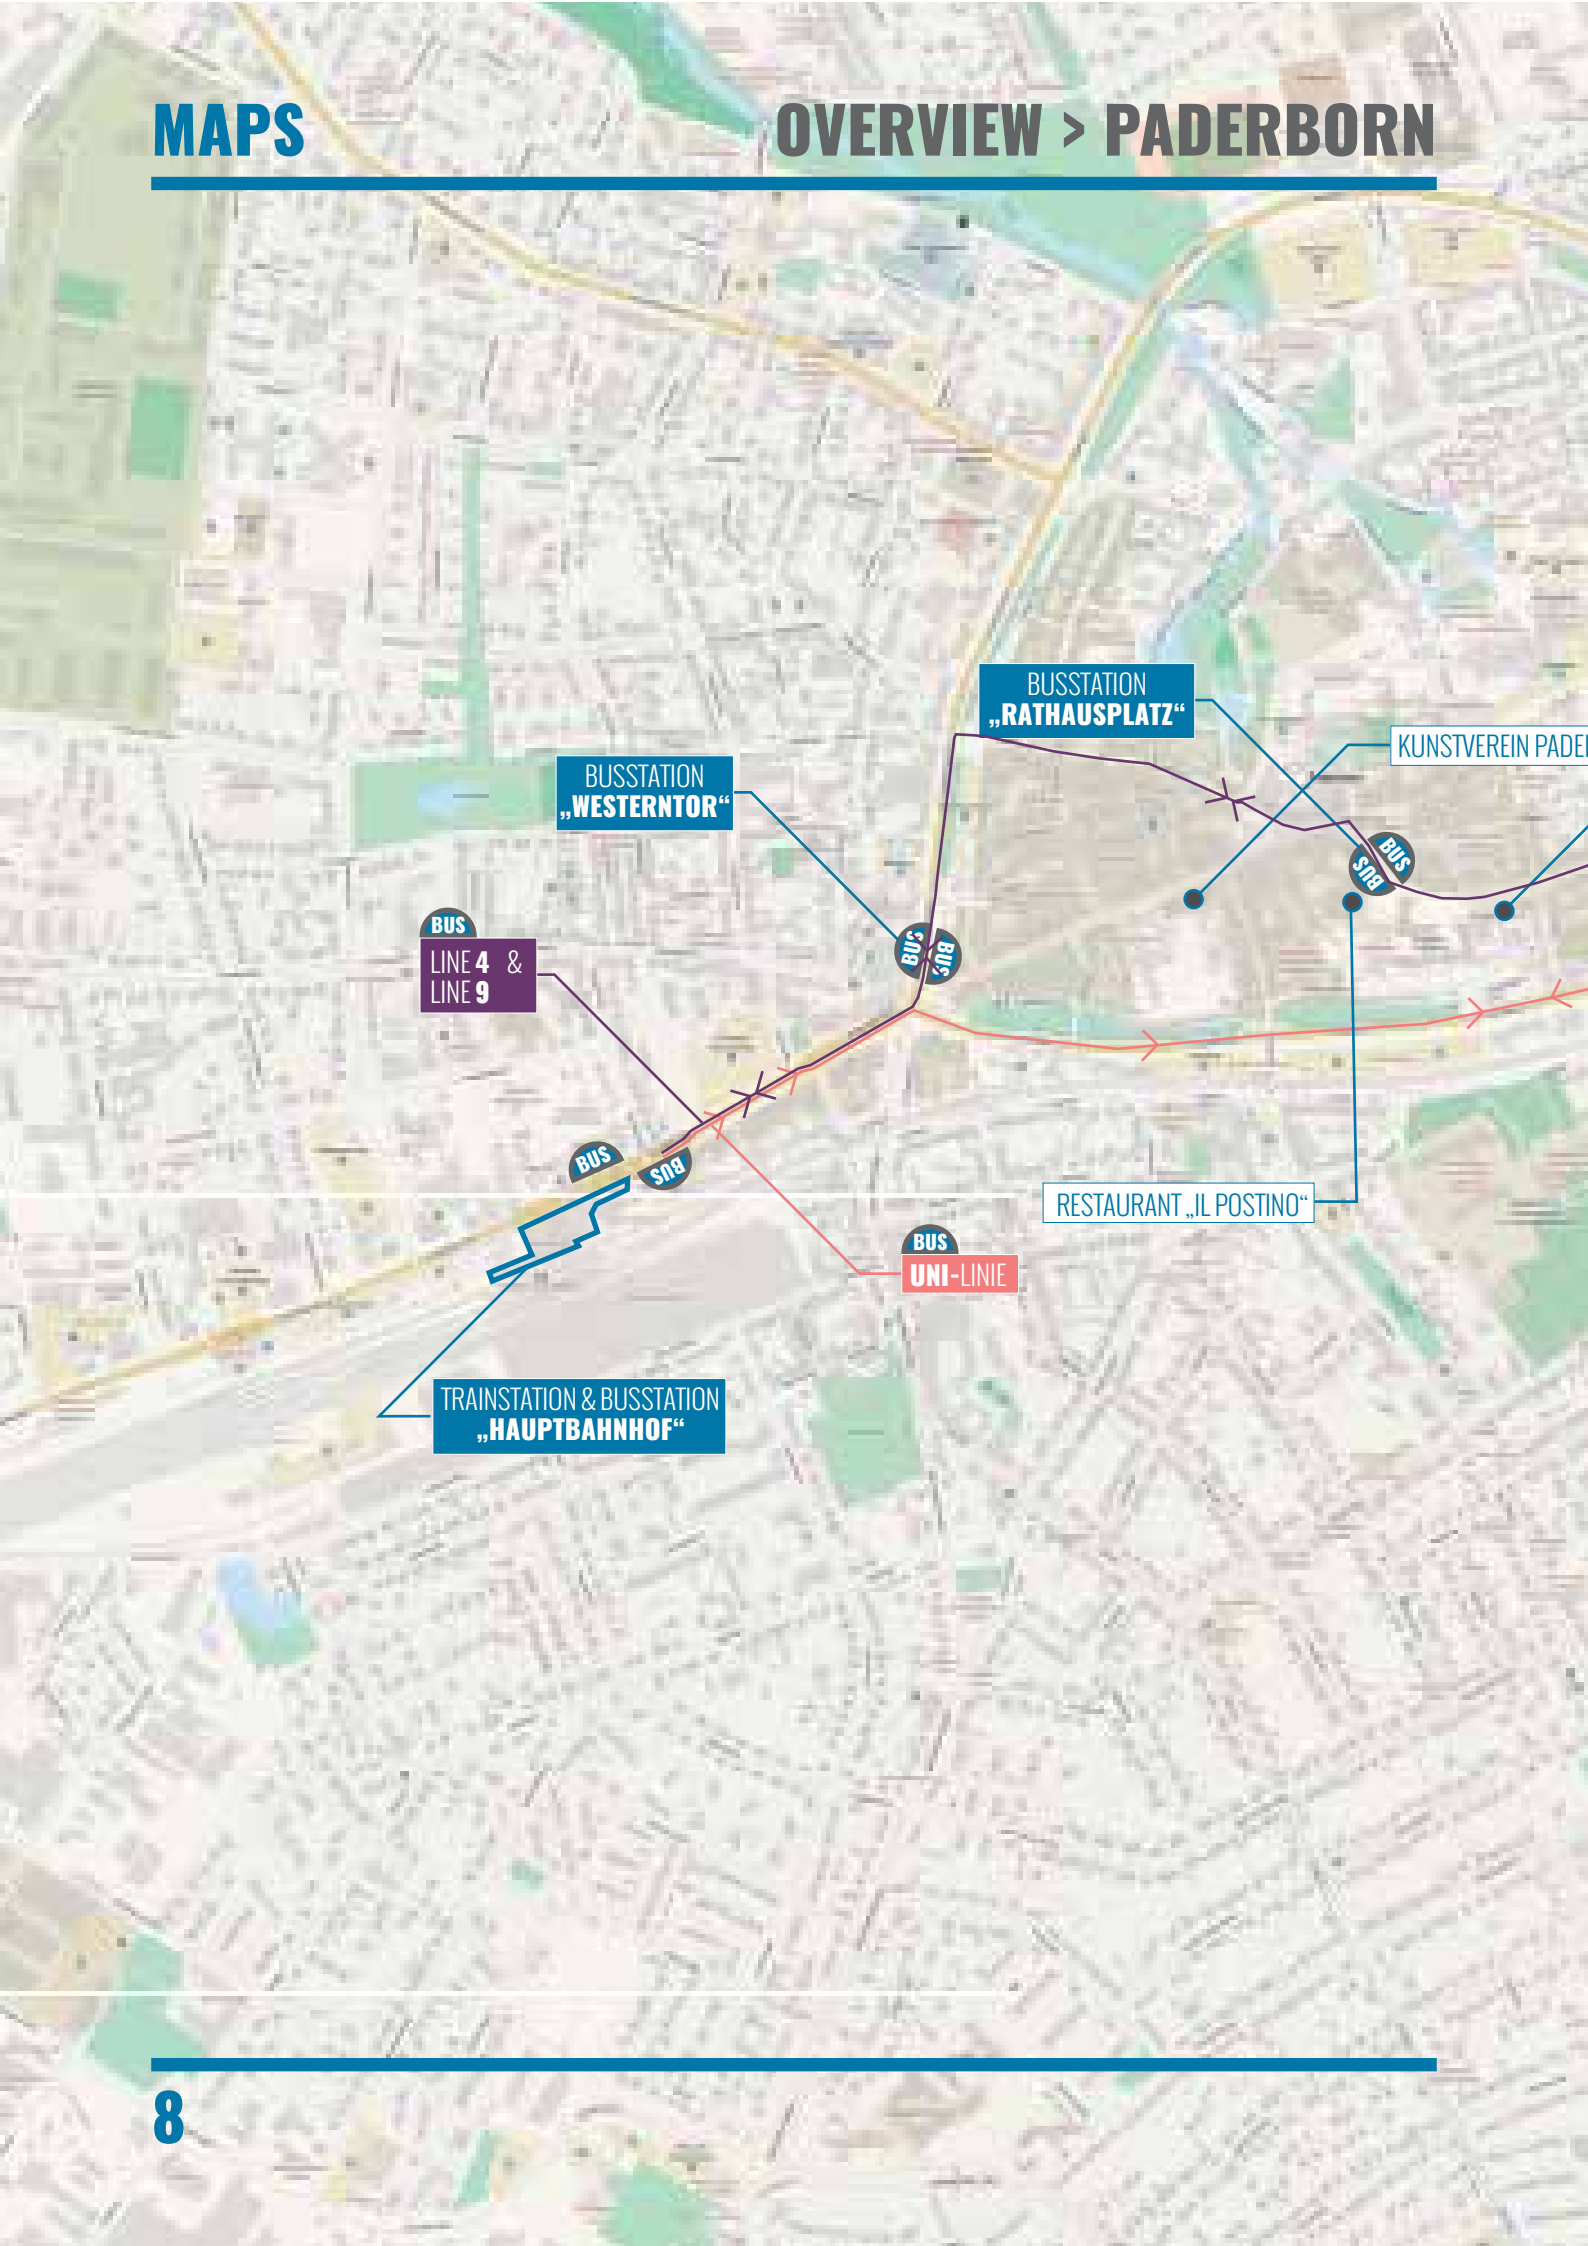 MAPS
OVERVIEW > PADERBORN
BUSSTATION
„RATHAUSPLATZ“
KUNSTVEREIN
BUSSTATION
„WESTERNTOR“
BUS
BUS
BUS
LINE 4 &
LINE 9
BUS
BUS
BUS
BUS
RESTAURANT „IL POSTINO“
BUS
UNI-LINIE
TRAINSTATION & BUSSTATION
„HAUPTBAHNHOF“
8